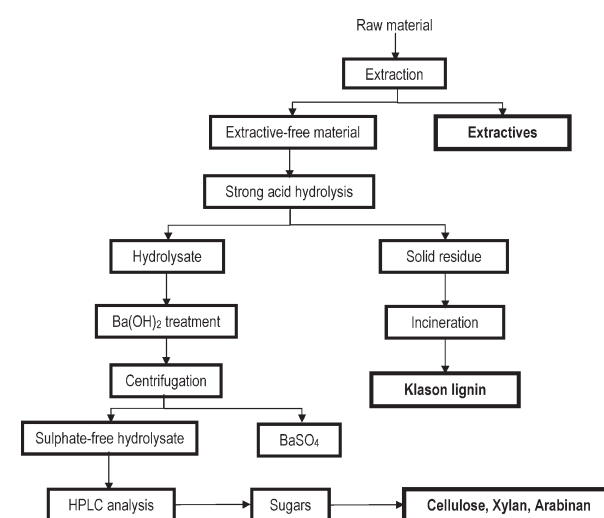 Raw material
Extraction
Extractive-free material
Extractives
Strong acid hydrolysis
Hydrolysate
Solid residue
Ba(OH)₂ treatment
Incineration
Centrifugation
Klason lignin
Sulphate-free hydrolysate
BaSO₄
HPLC analysis
Sugars
Cellulose, Xylan, Arabinan